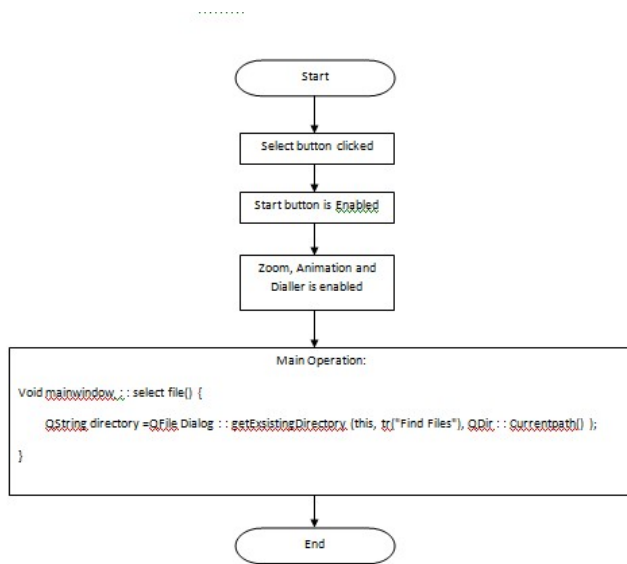 Start
Select button clicked
Start button is Enabled
Zoom, Animation and
Dialler is enabled
Main Operation:
Void mainwindow, : : select file() {
QString directory =QFile Dialog : : getExsistingDirectory (this, tr("Find Files"), QDir : : Currentpath() );
}
End